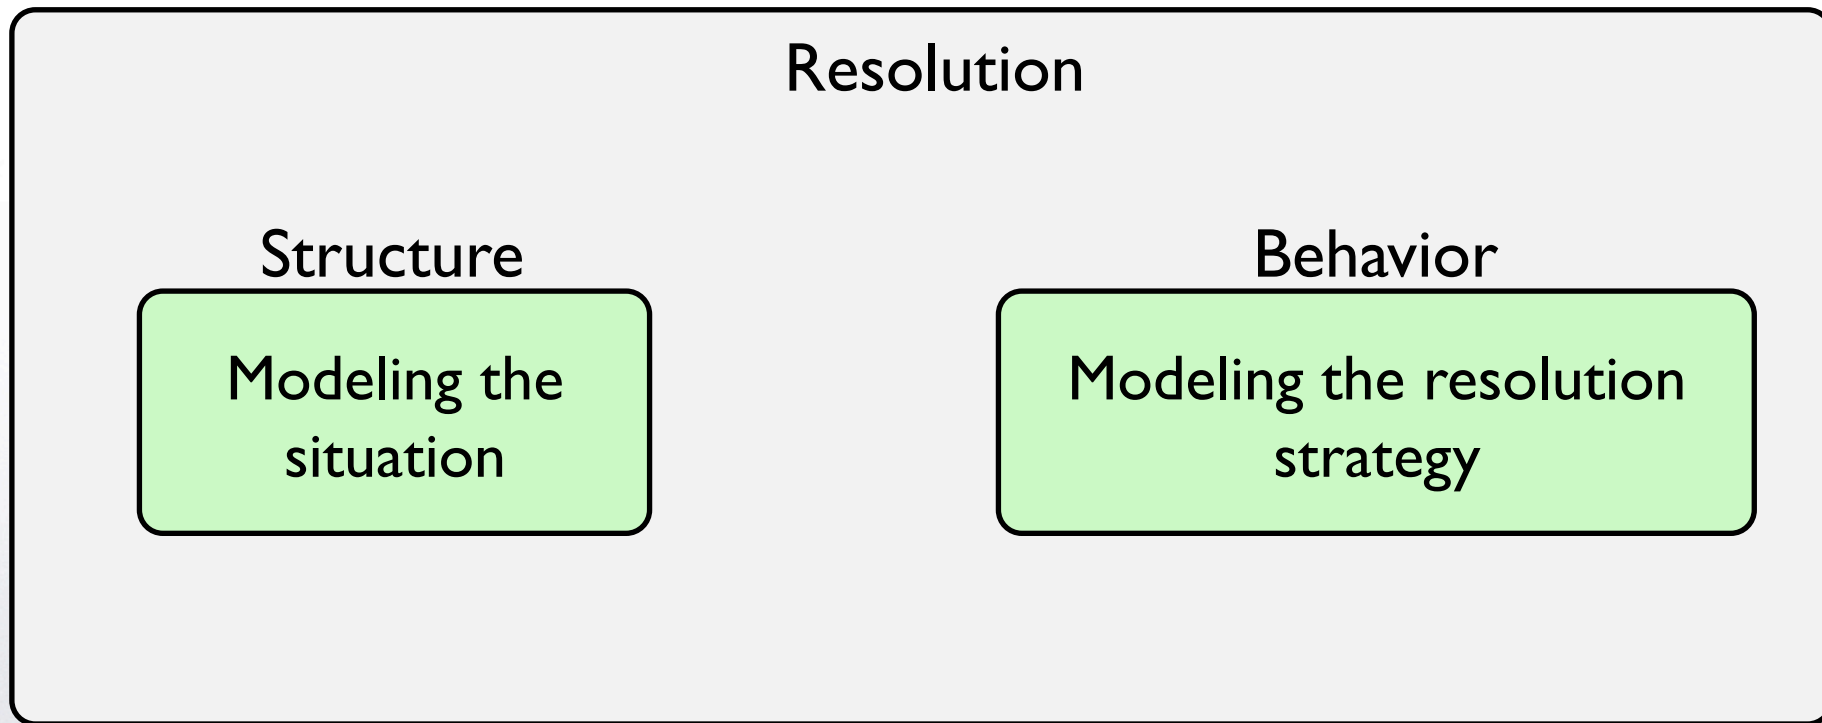 Resolution
Structure
Modeling the
situation
Behavior
Modeling the resolution
strategy